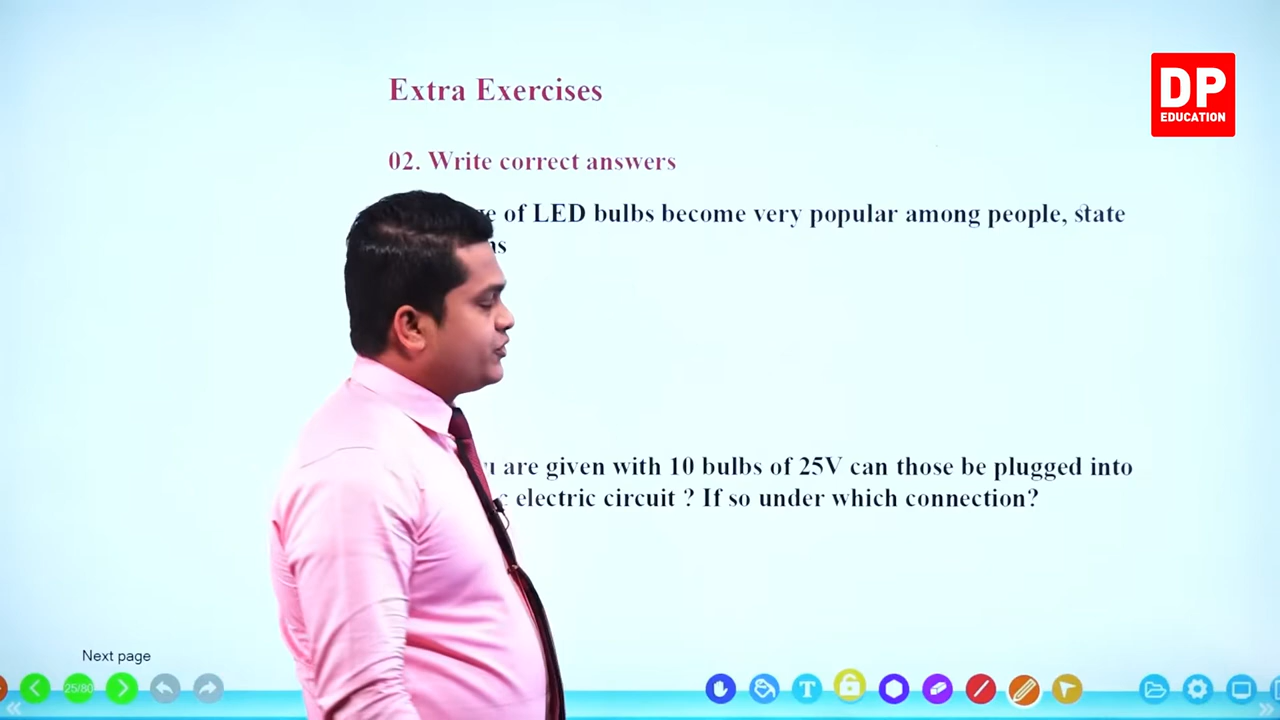 DP
EDUCATION
Extra Exercises
02. Write correct answers
of LED bulbs become very popular among people, state
are given with 10 bulbs of 25V can those be plugged into
electric circuit ? If so under which connection?
Next page
25/80
T